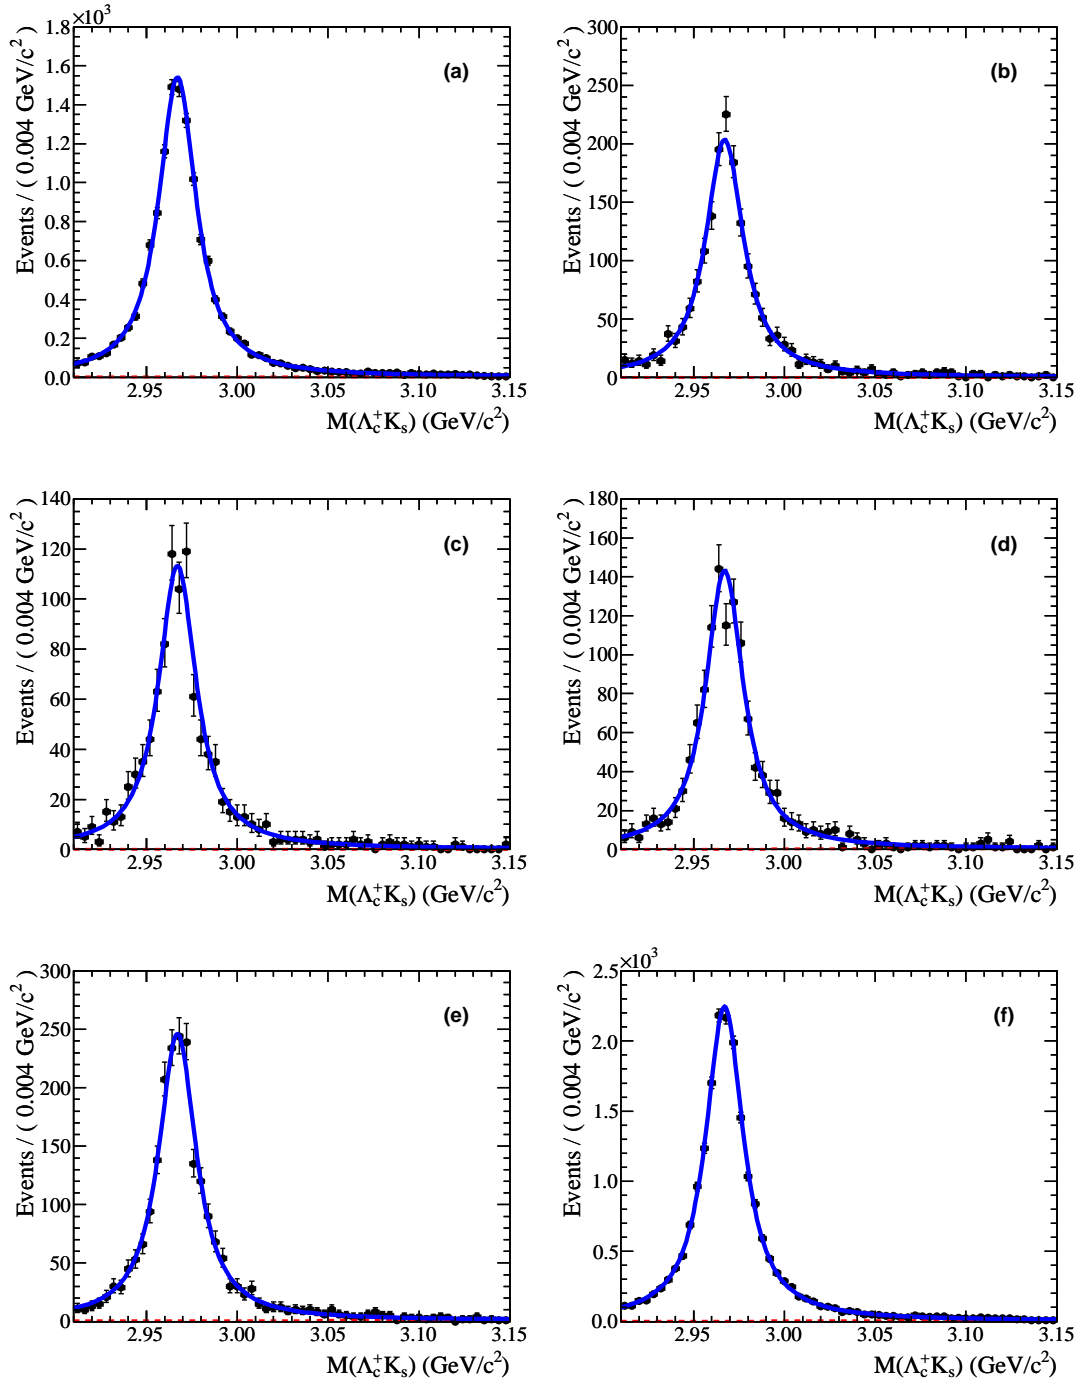 ×10³
Events / ( 0.004 GeV/c² )
1.8
1.6
1.4
1.2
1.0
0.8
0.6
0.4
0.2
0.0
(a)
2.95 3.00 3.05 3.10 3.15
M(Λc⁺Ks) (GeV/c²)
Events / ( 0.004 GeV/c² )
300
250
200
150
100
50
0
(b)
2.95 3.00 3.05 3.10 3.15
M(Λc⁺Ks) (GeV/c²)
Events / ( 0.004 GeV/c² )
140
120
100
80
60
40
20
0
(c)
2.95 3.00 3.05 3.10 3.15
M(Λc⁺Ks) (GeV/c²)
Events / ( 0.004 GeV/c² )
180
160
140
120
100
80
60
40
20
0
(d)
2.95 3.00 3.05 3.10 3.15
M(Λc⁺Ks) (GeV/c²)
Events / ( 0.004 GeV/c² )
300
250
200
150
100
50
0
(e)
2.95 3.00 3.05 3.10 3.15
M(Λc⁺Ks) (GeV/c²)
×10³
Events / ( 0.004 GeV/c² )
2.5
2.0
1.5
1.0
0.5
0.0
(f)
2.95 3.00 3.05 3.10 3.15
M(Λc⁺Ks) (GeV/c²)